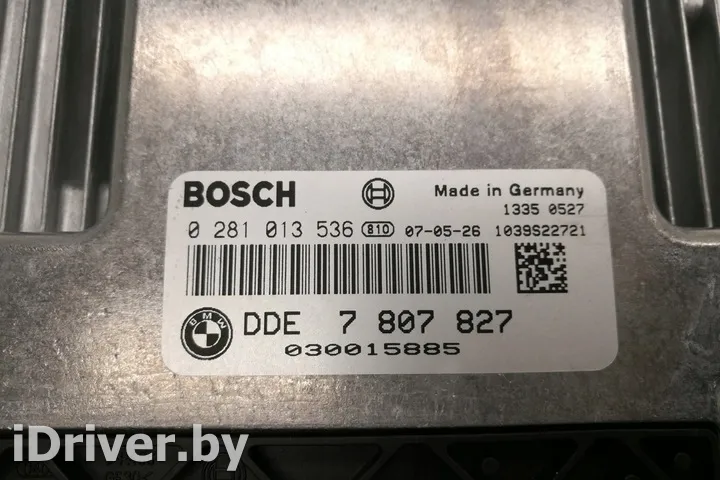 BOSCH
Made in Germany
1335 0527
0 281 013 536 810 07-05-26 1039S22721
BMW
DDE 7 807 827
030015885
iDriver.by